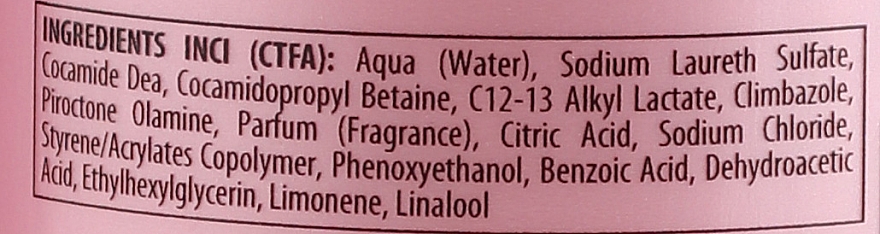 INGREDIENTS INCI (CTFA): Aqua (Water), Sodium Laureth Sulfate,
Cocamide Dea, Cocamidopropyl Betaine, C12-13 Alkyl Lactate, Climbazole,
Piroctone Olamine, Parfum (Fragrance), Citric Acid, Sodium Chloride,
Styrene/Acrylates Copolymer, Phenoxyethanol, Benzoic Acid, Dehydroacetic
Acid, Ethylhexylglycerin, Limonene, Linalool